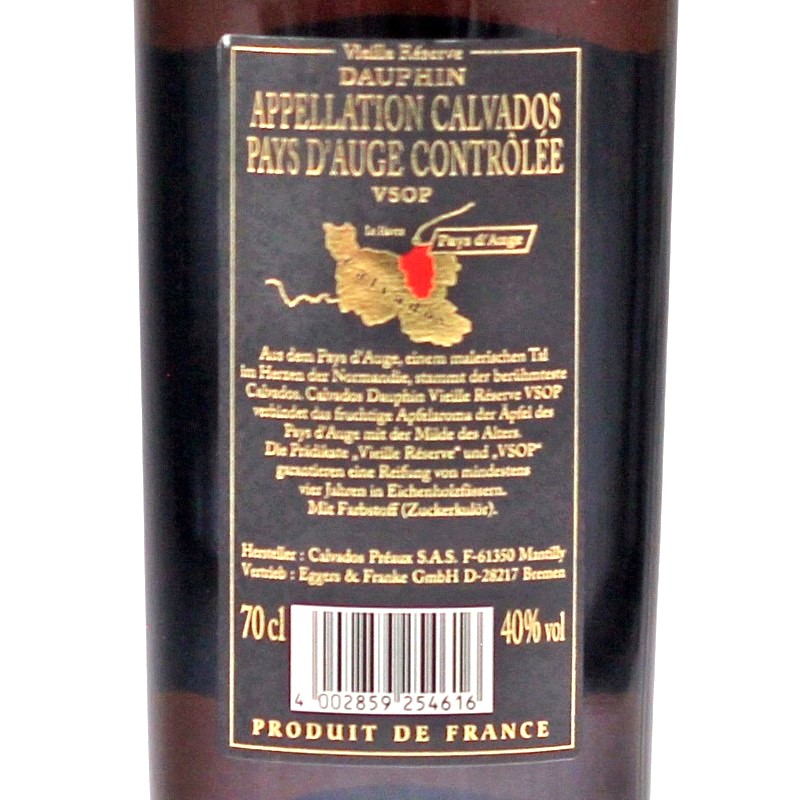 Vieille Réserve
DAUPHIN
APPELLATION CALVADOS
PAYS D'AUGE CONTRÔLÉE
VSOP
Le Havre
Pays d'Auge
Calvados
Aus dem Pays d'Auge, einem malerischen Tal
im Herzen der Normandie, stammt der berühmteste
Calvados. Calvados Dauphin Vieille Réserve VSOP
verbindet das fruchtige Apfelaroma der Äpfel des
Pays d'Auge mit der Milde des Alters.
Die Prädikate „Vieille Réserve“ und „VSOP“
garantieren eine Reifung von mindestens
vier Jahren in Eichenholzfässern.
Mit Farbstoff (Zuckerkulör).
Hersteller : Calvados Préaux S.A.S. F-61350 Mantilly
Vertrieb : Eggers & Franke GmbH D-28217 Bremen
70 cl
40% vol
4 002859 254616
PRODUIT DE FRANCE